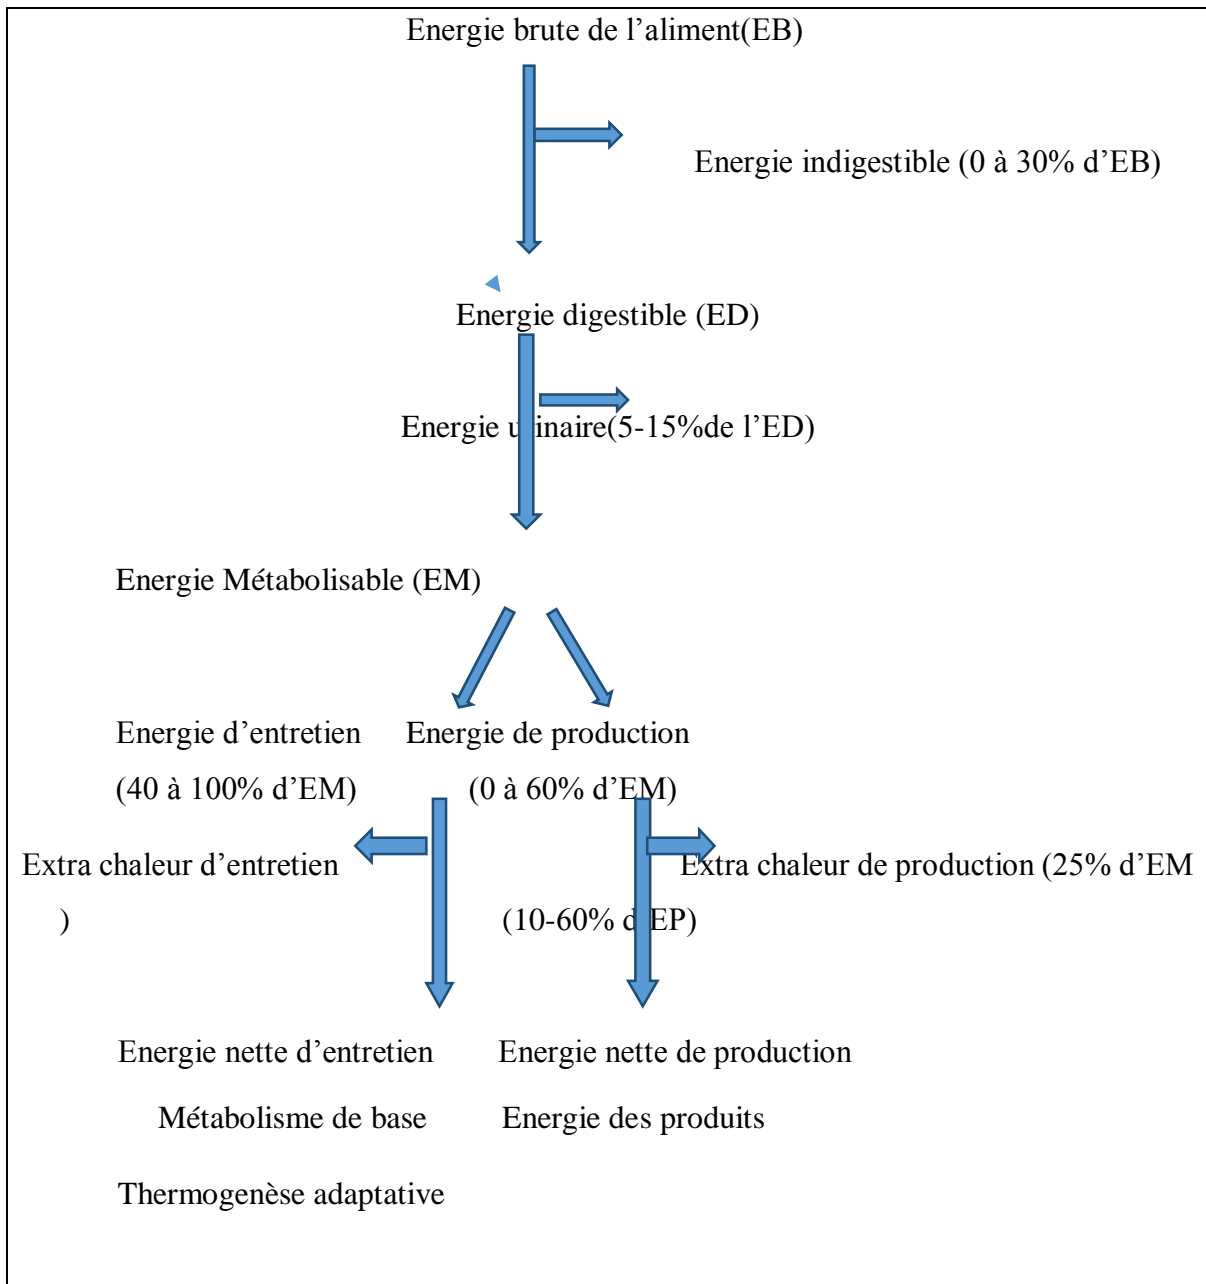 Energie brute de l’aliment(EB)
Energie indigestible (0 à 30% d’EB)
Energie digestible (ED)
Energie urinaire(5-15%de l’ED)
Energie Métabolisable (EM)
Energie d’entretien Energie de production
(40 à 100% d’EM) (0 à 60% d’EM)
Extra chaleur d’entretien Extra chaleur de production (25% d’EM
) (10-60% d’EP)
Energie nette d’entretien Energie nette de production
Métabolisme de base Energie des produits
Thermogenèse adaptative